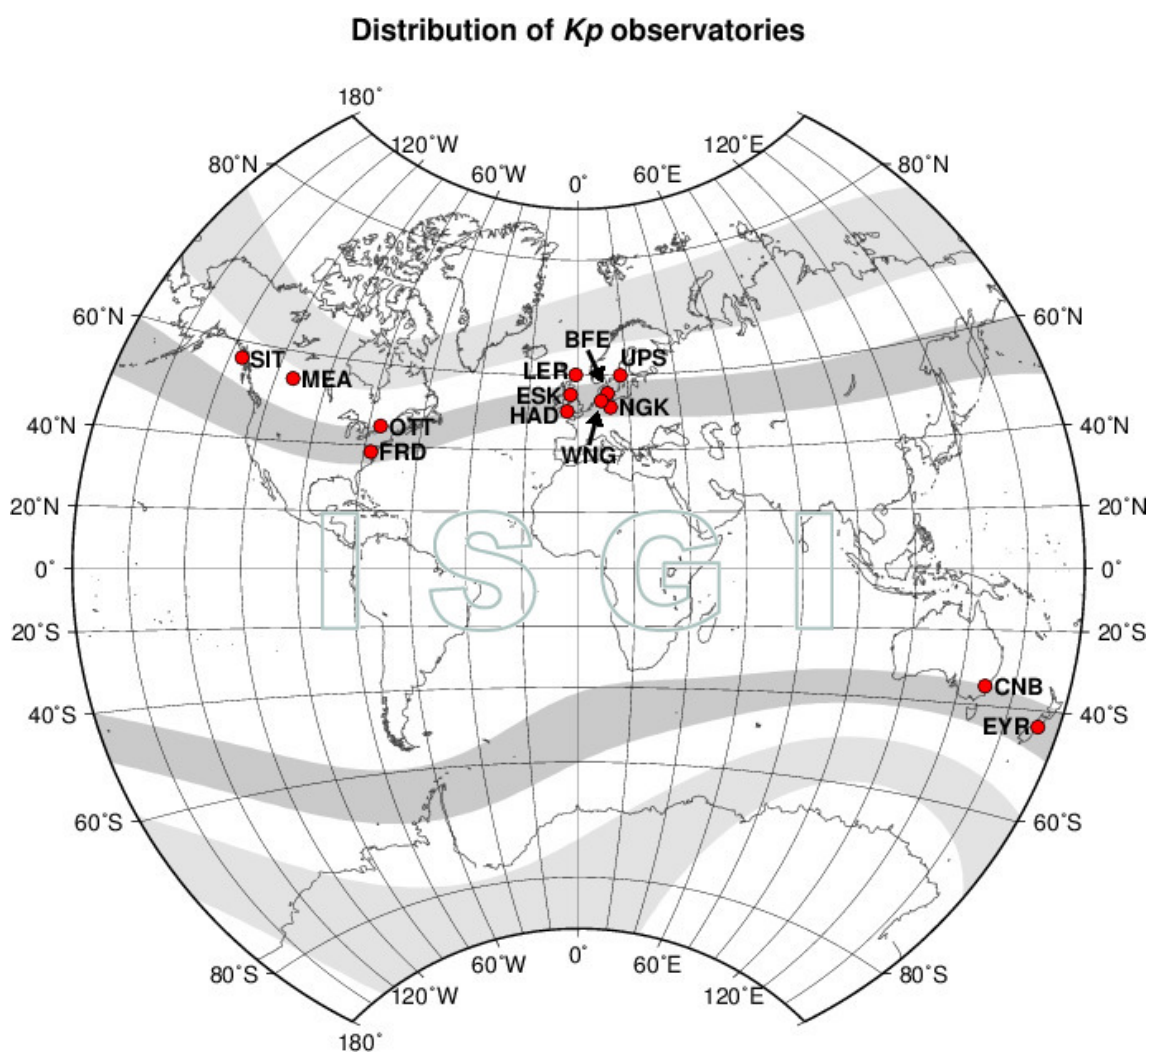 Distribution of Kp observatories
180˚
120˚W
120˚E
80˚N
80˚N
60˚W
0˚
60˚E
60˚N
60˚N
BFE
SIT
LER
UPS
MEA
ESK
NGK
HAD
40˚N
OTT
40˚N
FRD
WNG
20˚N
20˚N
I S G I
0˚
0˚
20˚S
20˚S
CNB
40˚S
EYR
40˚S
60˚S
60˚S
80˚S
60˚W
0˚
60˚E
80˚S
120˚W
120˚E
180˚